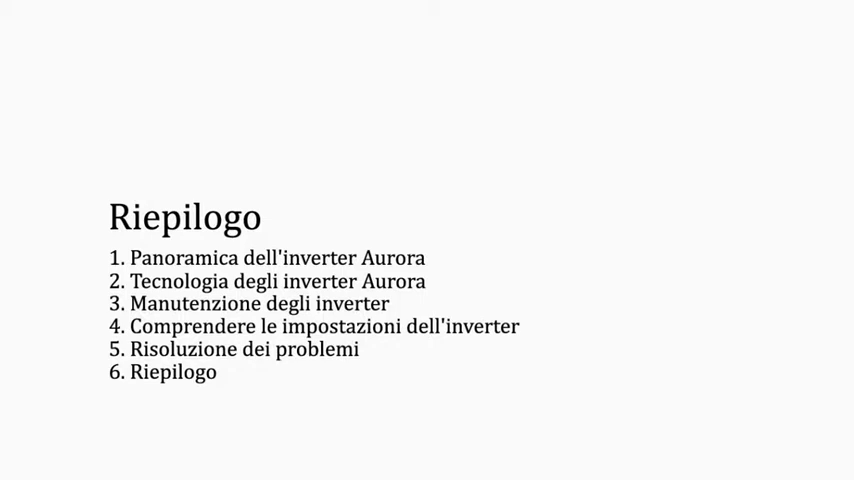 Riepilogo
1. Panoramica dell'inverter Aurora
2. Tecnologia degli inverter Aurora
3. Manutenzione degli inverter
4. Comprendere le impostazioni dell'inverter
5. Risoluzione dei problemi
6. Riepilogo